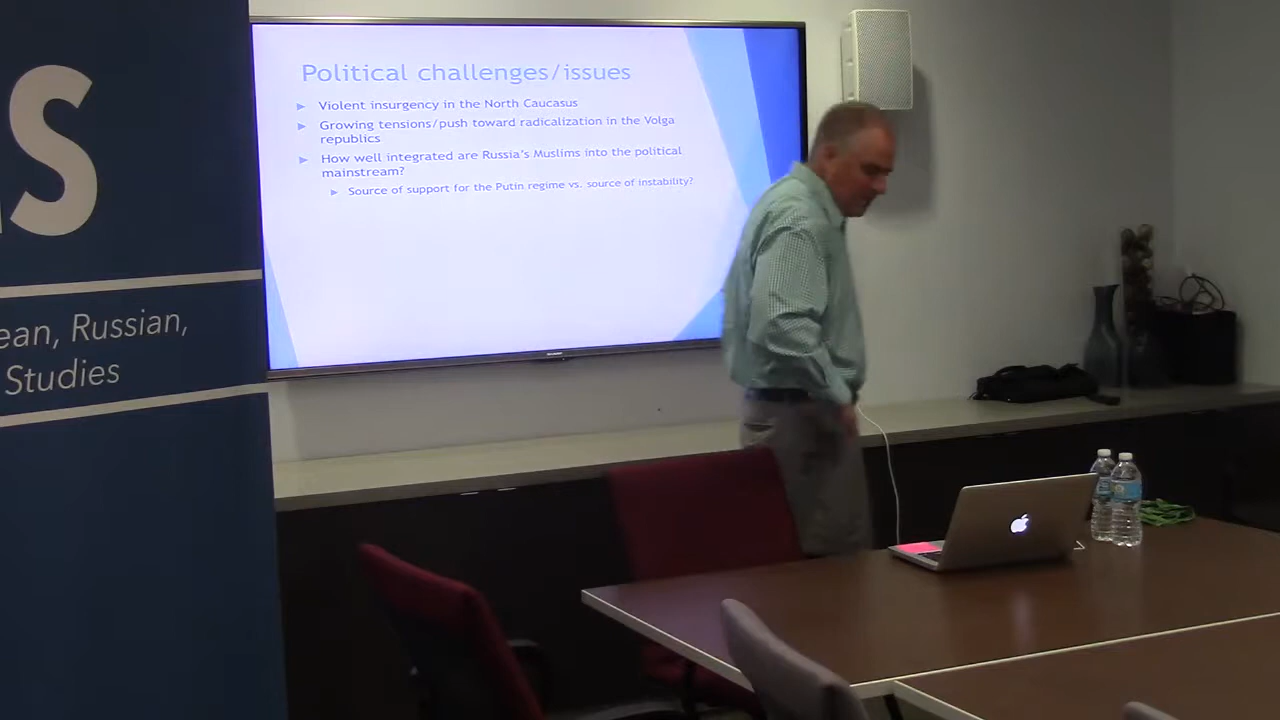 S
ean, Russian,
Studies
Political challenges/issues
Violent insurgency in the North Caucasus
Growing tensions/push toward radicalization in the Volga
republics
How well integrated are Russia's Muslims into the political
mainstream?
Source of support for the Putin regime vs. source of instability?